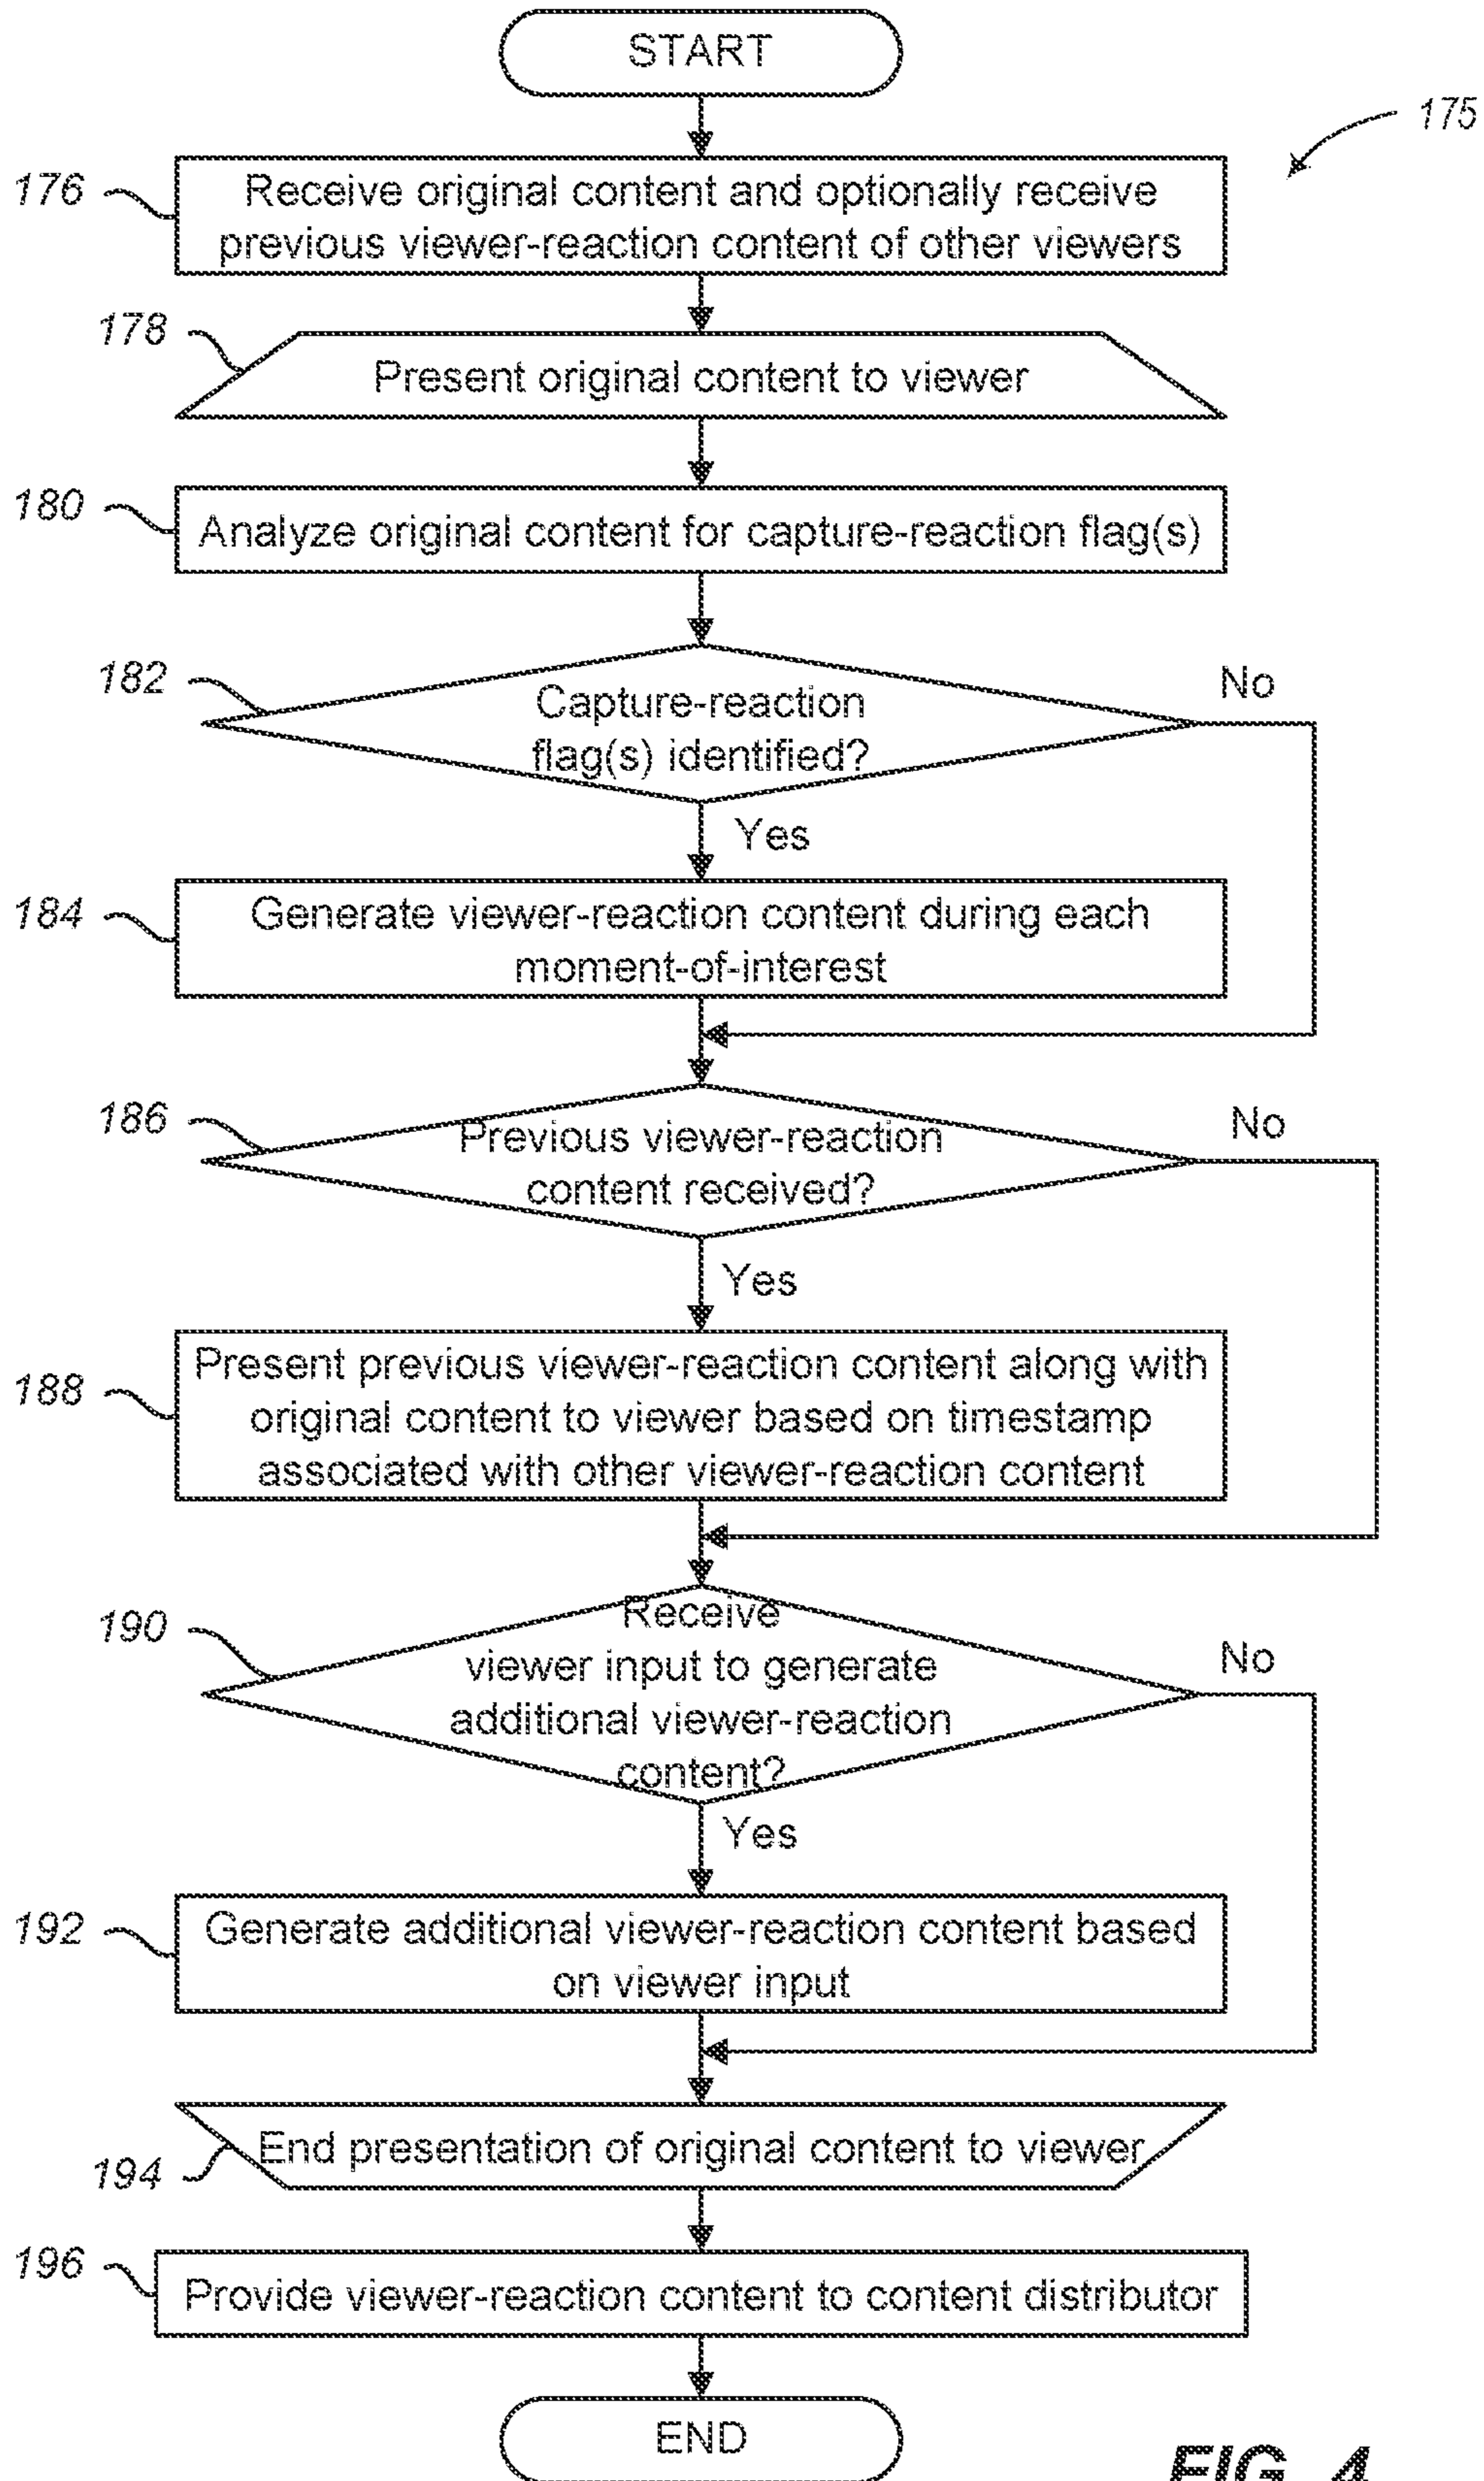 START
175
176
Receive original content and optionally receive
previous viewer-reaction content of other viewers
178
Present original content to viewer
180
Analyze original content for capture-reaction flag(s)
182
Capture-reaction
flag(s) identified?
No
Yes
184
Generate viewer-reaction content during each
moment-of-interest
186
Previous viewer-reaction
content received?
No
Yes
188
Present previous viewer-reaction content along with
original content to viewer based on timestamp
associated with other viewer-reaction content
190
Receive
viewer input to generate
additional viewer-reaction
content?
No
Yes
192
Generate additional viewer-reaction content based
on viewer input
194
End presentation of original content to viewer
196
Provide viewer-reaction content to content distributor
END
FIG. 4